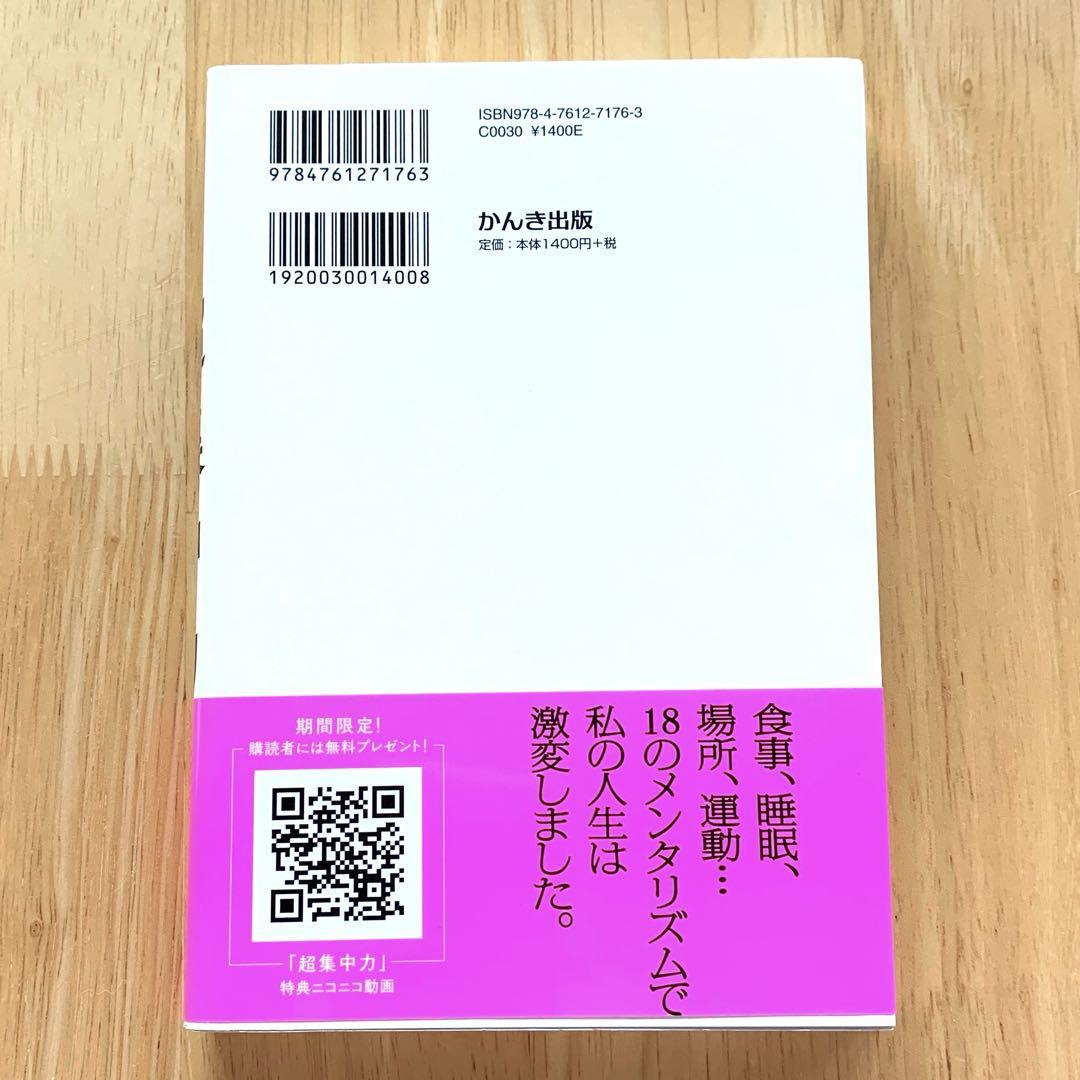 ISBN978-4-7612-7176-3
C0030 ¥1400E
9784761271763
かんき出版
定価：本体1400円＋税
1920030014008
食事、睡眠、
場所、運動…
18のメンタリズムで
私の人生は
激変しました。
期間限定！
購読者には無料プレゼント！
「超集中力」
特典ニコニコ動画